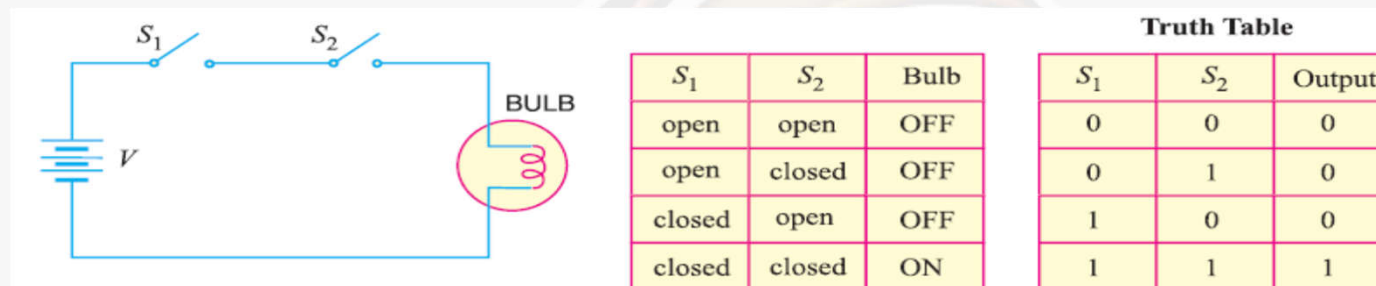 S₁ S₂
BULB
V
S₁ S₂ Bulb
open open OFF
open closed OFF
closed open OFF
closed closed ON
Truth Table
S₁ S₂ Output
0 0 0
0 1 0
1 0 0
1 1 1